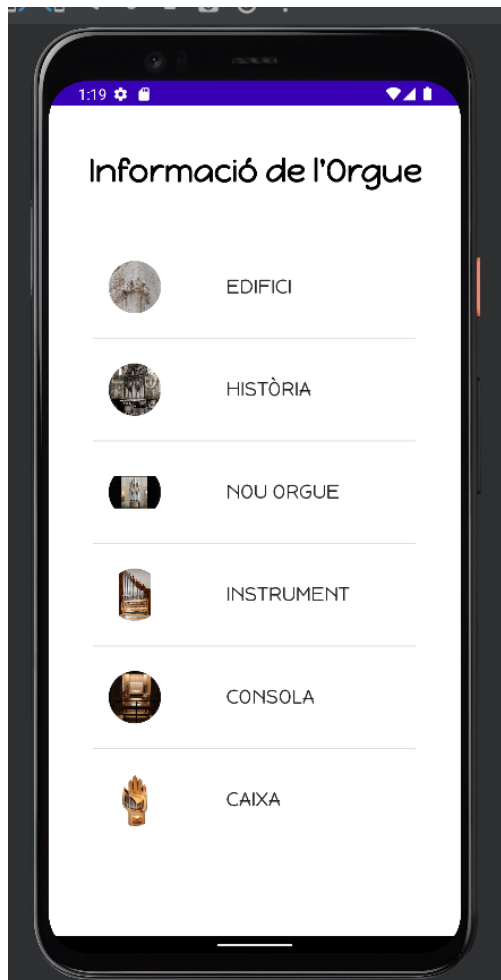 1:19
Informació de l'Orgue
EDIFICI
HISTÒRIA
NOU ORGUE
INSTRUMENT
CONSOLA
CAIXA